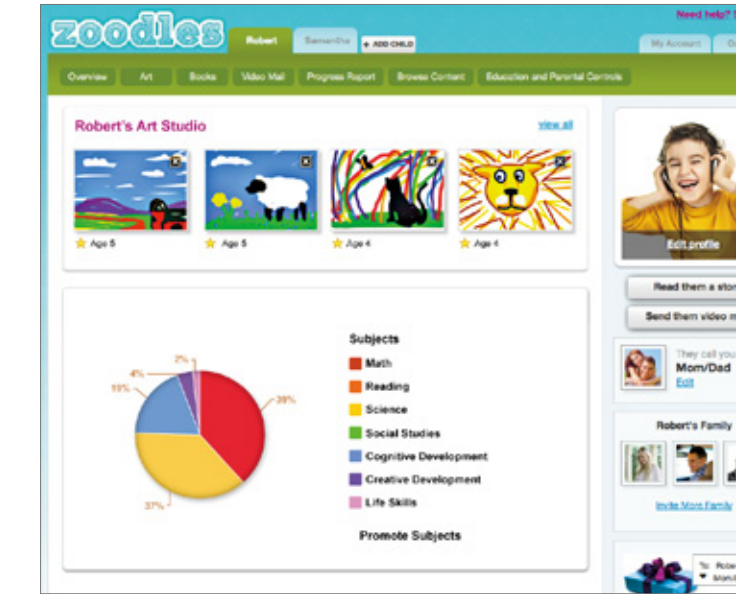 Need help?
zoodles
Robert
Samantha
+ ADD CHILD
My Account
Overview
Art
Books
Video Mail
Progress Report
Browse Content
Education and Parental Controls
Robert's Art Studio
view all
Age 5
Age 5
Age 4
Age 4
Edit profile
Read them a stor
Send them video m
They call you
Mom/Dad
Edit
Robert's Family
Invite More Family
To: Robe
Subjects
Math
Reading
Science
Social Studies
Cognitive Development
Creative Development
Life Skills
Promote Subjects
2%
4%
37%